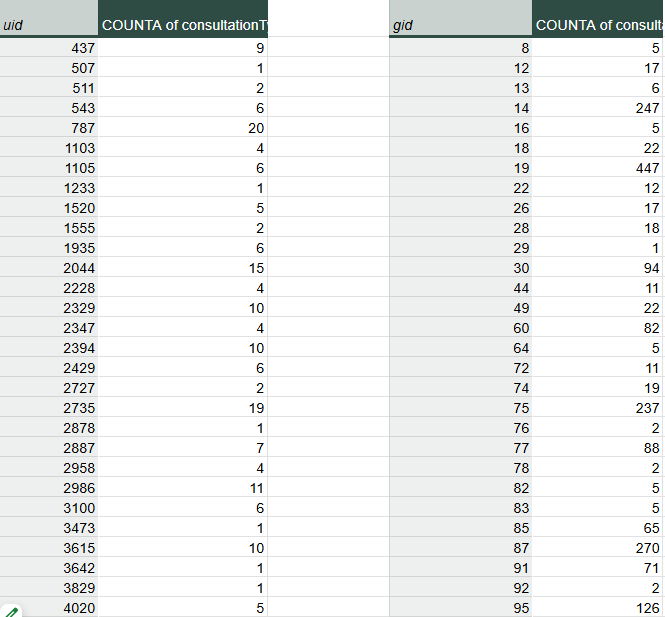 uid COUNTA of consultationT gid COUNTA of consulta
437 9 8 5
507 1 12 17
511 2 13 6
543 6 14 247
787 20 16 5
1103 4 18 22
1105 6 19 447
1233 1 22 12
1520 5 26 17
1555 2 28 18
1935 6 29 1
2044 15 30 94
2228 4 44 11
2329 10 49 22
2347 4 60 82
2394 10 64 5
2429 6 72 11
2727 2 74 19
2735 19 75 237
2878 1 76 2
2887 7 77 88
2958 4 78 2
2986 11 82 5
3100 6 83 5
3473 1 85 65
3615 10 87 270
3642 1 91 71
3829 1 92 2
4020 5 95 126